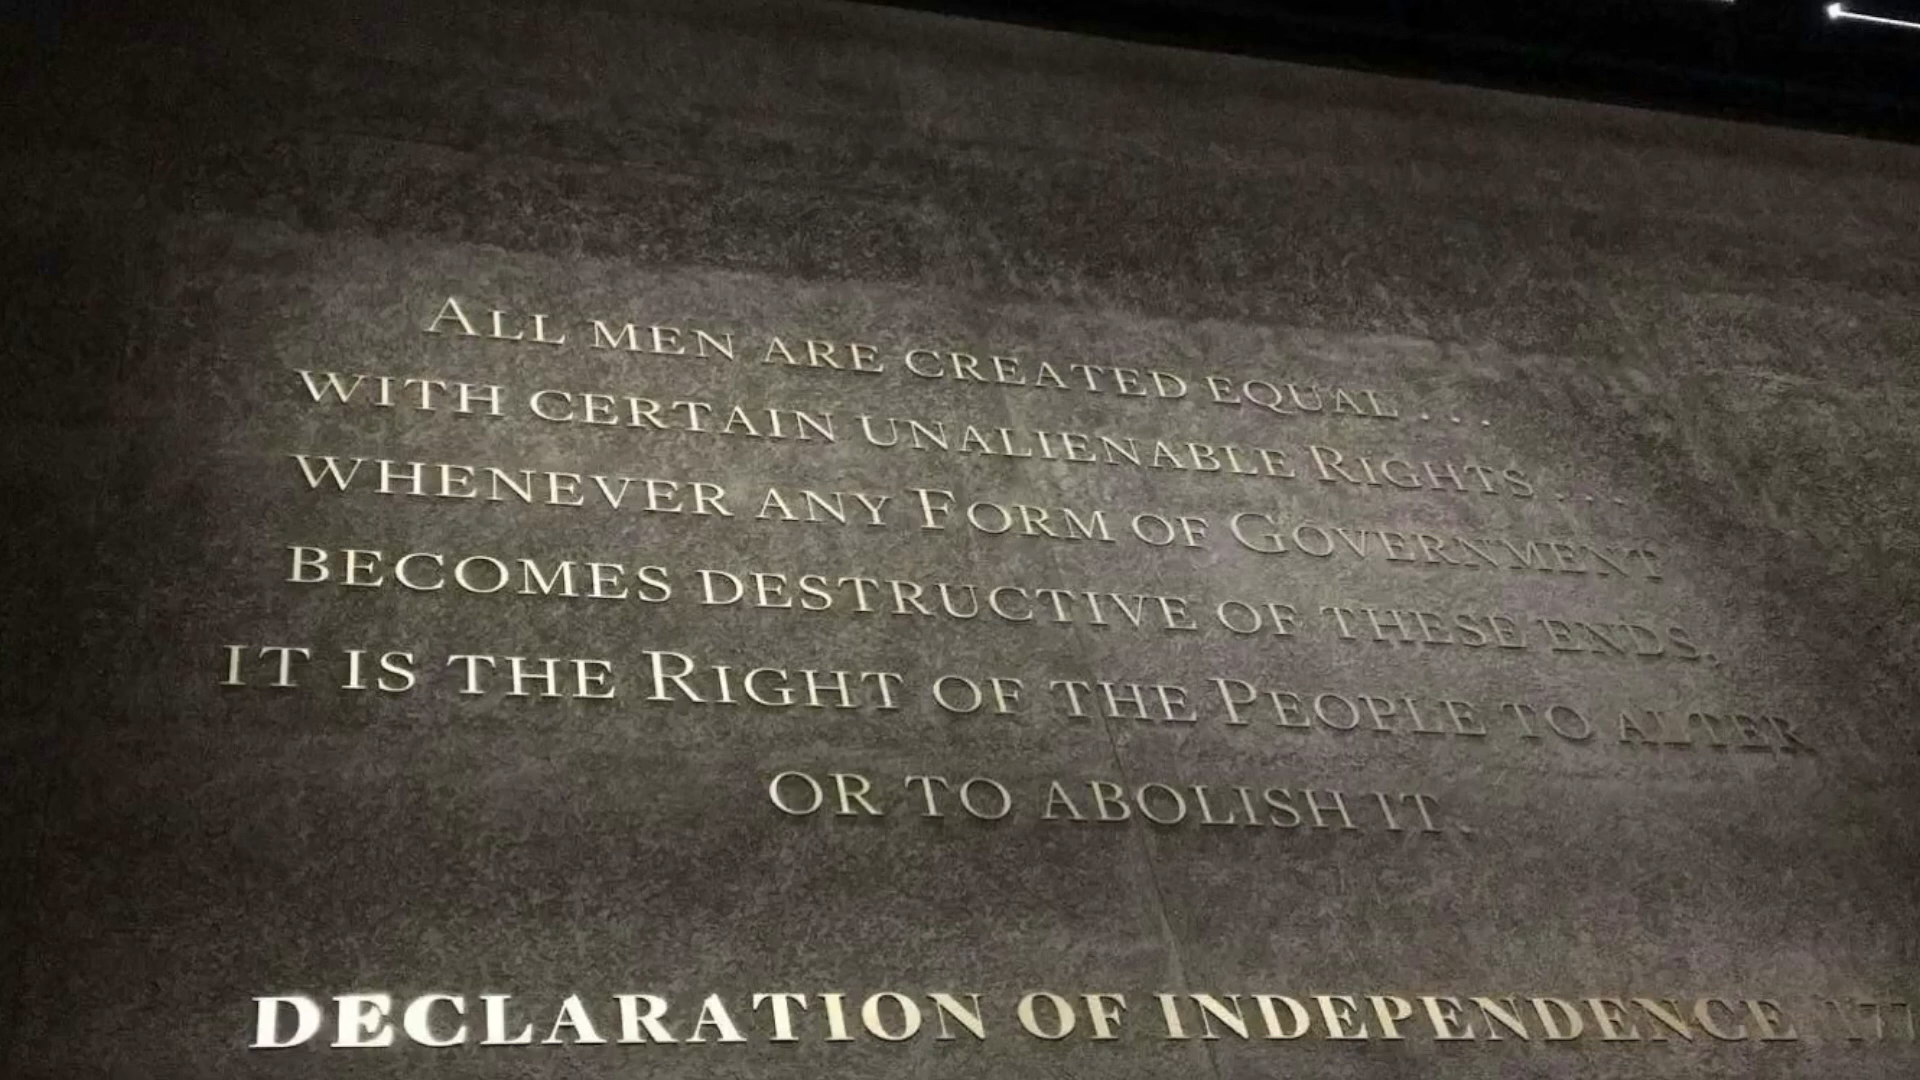 All men are created equal . . .
with certain unalienable Rights . . .
whenever any Form of Government
becomes destructive of these ends,
it is the Right of the People to alter
or to abolish it.
DECLARATION OF INDEPENDENCE 177